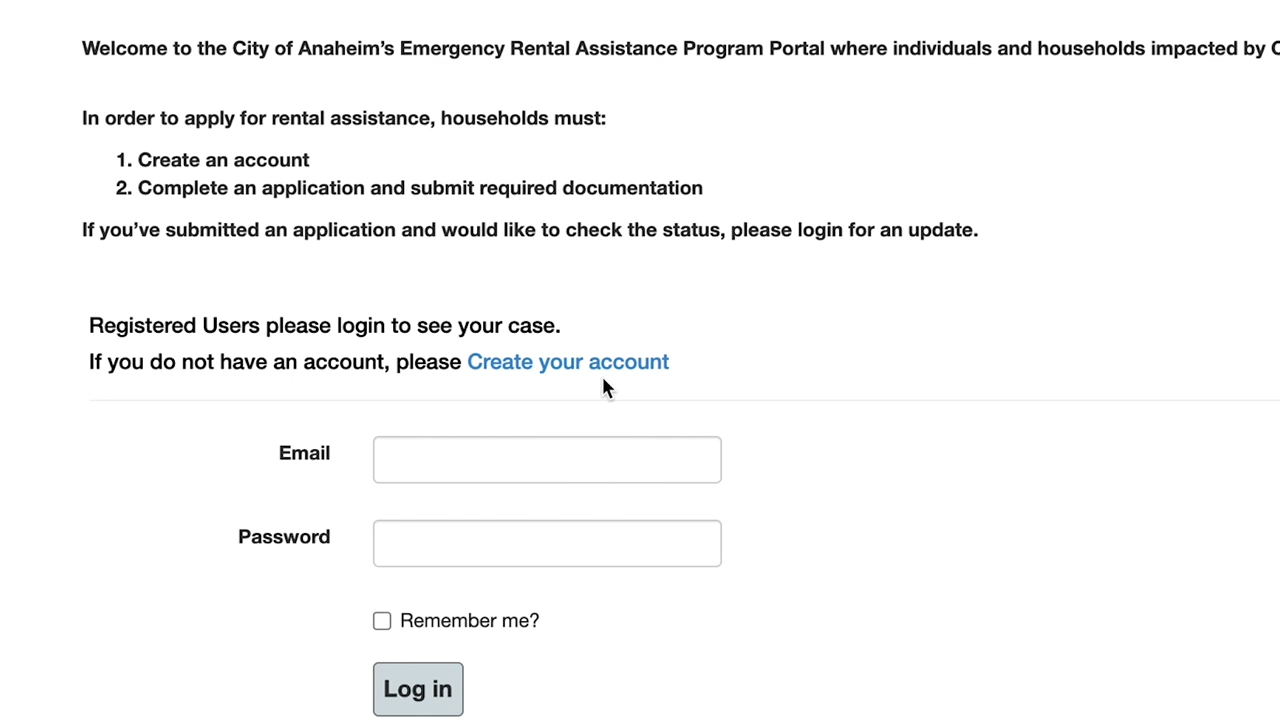 Welcome to the City of Anaheim’s Emergency Rental Assistance Program Portal where individuals and households impacted by
In order to apply for rental assistance, households must:
1. Create an account
2. Complete an application and submit required documentation
If you’ve submitted an application and would like to check the status, please login for an update.
Registered Users please login to see your case.
If you do not have an account, please Create your account
Email
Password
Remember me?
Log in